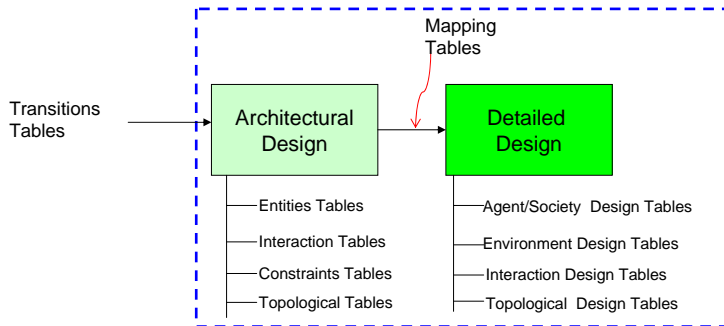 Mapping
Tables
Transitions
Tables
Architectural
Design
Detailed
Design
Entities Tables
Interaction Tables
Constraints Tables
Topological Tables
Agent/Society Design Tables
Environment Design Tables
Interaction Design Tables
Topological Design Tables